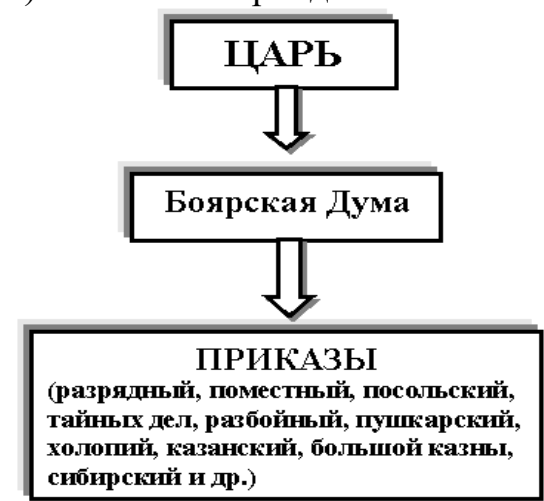 ЦАРЬ
Боярская Дума
ПРИКАЗЫ
(разрядный, поместный, посольский,
тайных дел, разбойный, пушкарский,
холопий, казанский, большой казны,
сибирский и др.)